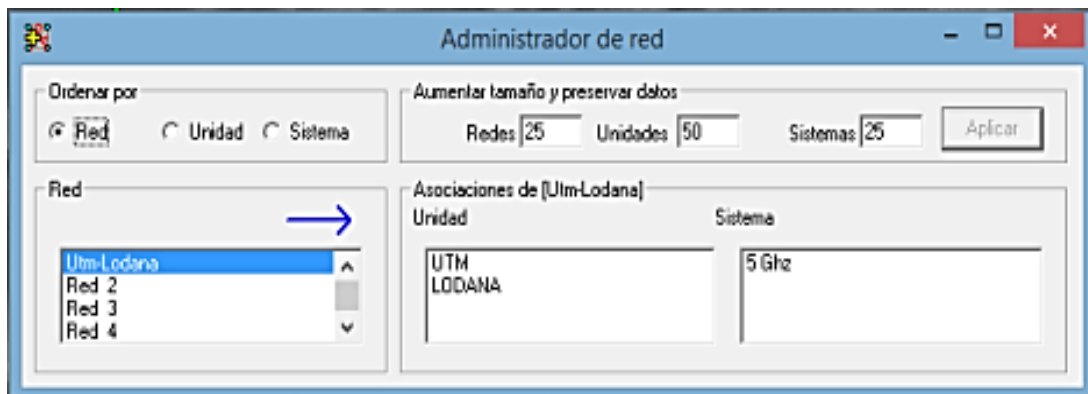 Administrador de red
Ordenar por
Red Unidad Sistema
Aumentar tamaño y preservar datos
Redes 25 Unidades 50 Sistemas 25 Aplicar
Red
Utm-Lodana
Red 2
Red 3
Red 4
Asociaciones de [Utm-Lodana]
Unidad Sistema
UTM 5 Ghz
LODANA